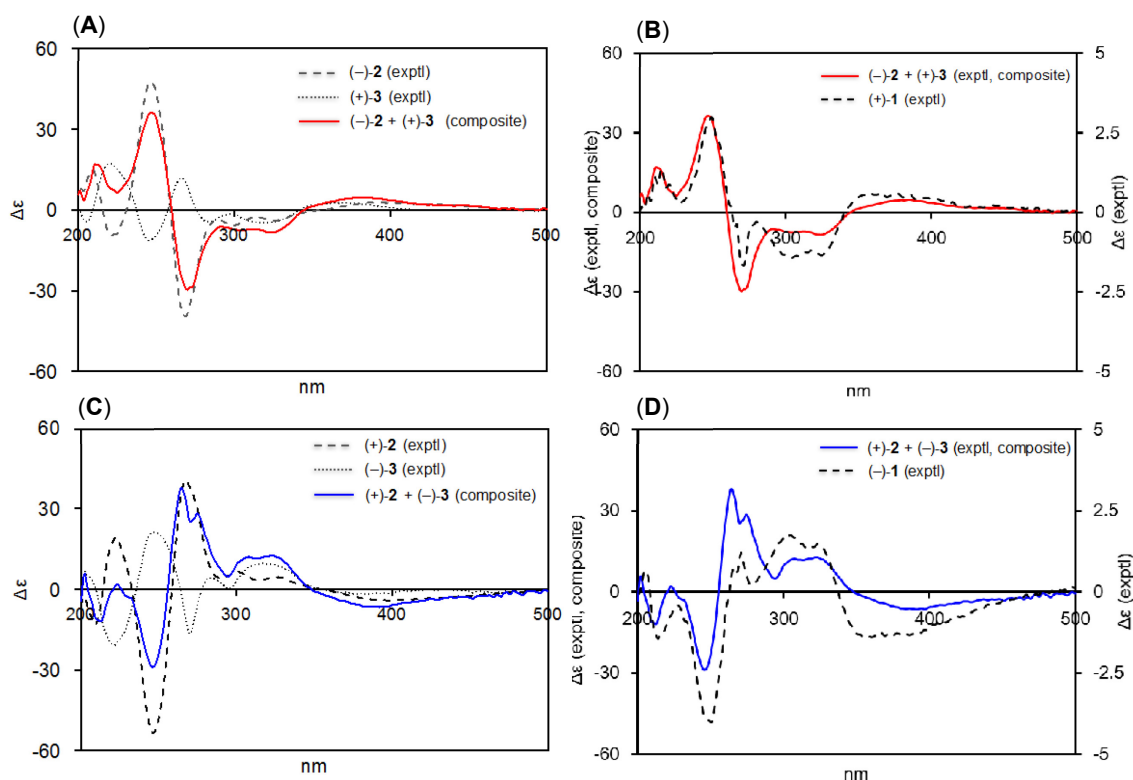 (A)
60
30
0
-30
-60
Δε
200
300
400
500
nm
(–)-2 (exptl)
(+)-3 (exptl)
(–)-2 + (+)-3 (composite)
(B)
60
30
0
-30
-60
Δε (exptl, composite)
200
300
400
500
nm
5
2.5
0
-2.5
-5
Δε (exptl)
(–)-2 + (+)-3 (exptl, composite)
(+)-1 (exptl)
(C)
60
30
0
-30
-60
Δε
200
300
400
500
nm
(+)-2 (exptl)
(–)-3 (exptl)
(+)-2 + (–)-3 (composite)
(D)
60
30
0
-30
-60
Δε (exptl, composite)
200
300
400
500
nm
5
2.5
0
-2.5
-5
Δε (exptl)
(+)-2 + (–)-3 (exptl, composite)
(–)-1 (exptl)